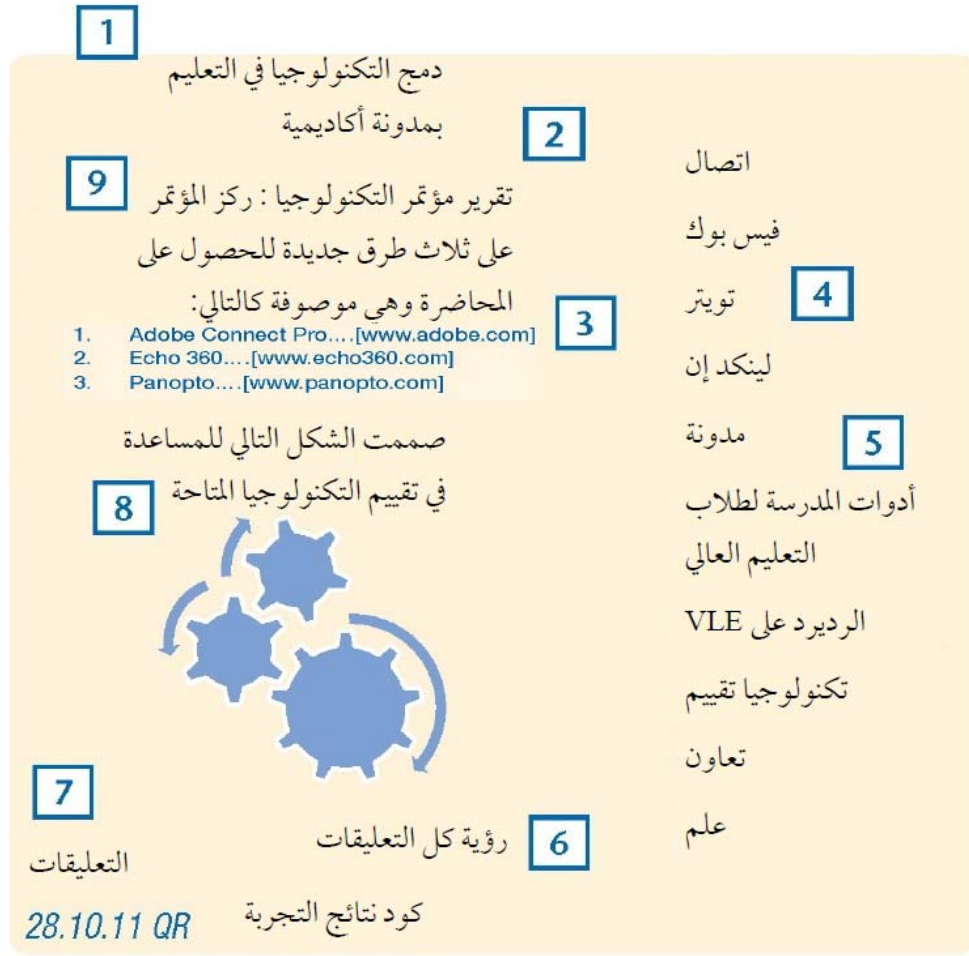 1
دمج التكنولوجيا في التعليم
بمدونة أكاديمية
2
9
تقرير مؤتمر التكنولوجيا : ركز المؤتمر
على ثلاث طرق جديدة للحصول على
المحاضرة وهي موصوفة كالتالي:
3
1. Adobe Connect Pro....[www.adobe.com]
2. Echo 360....[www.echo360.com]
3. Panopto....[www.panopto.com]
صممت الشكل التالي للمساعدة
في تقييم التكنولوجيا المتاحة
8
اتصال
فيس بوك
تويتر
4
لينكد إن
مدونة
5
أدوات المدرسة لطلاب
التعليم العالي
الرديرد على VLE
تكنولوجيا تقييم
تعاون
علم
7
6
رؤية كل التعليقات
التعليقات
كود نتائج التجربة
28.10.11 QR